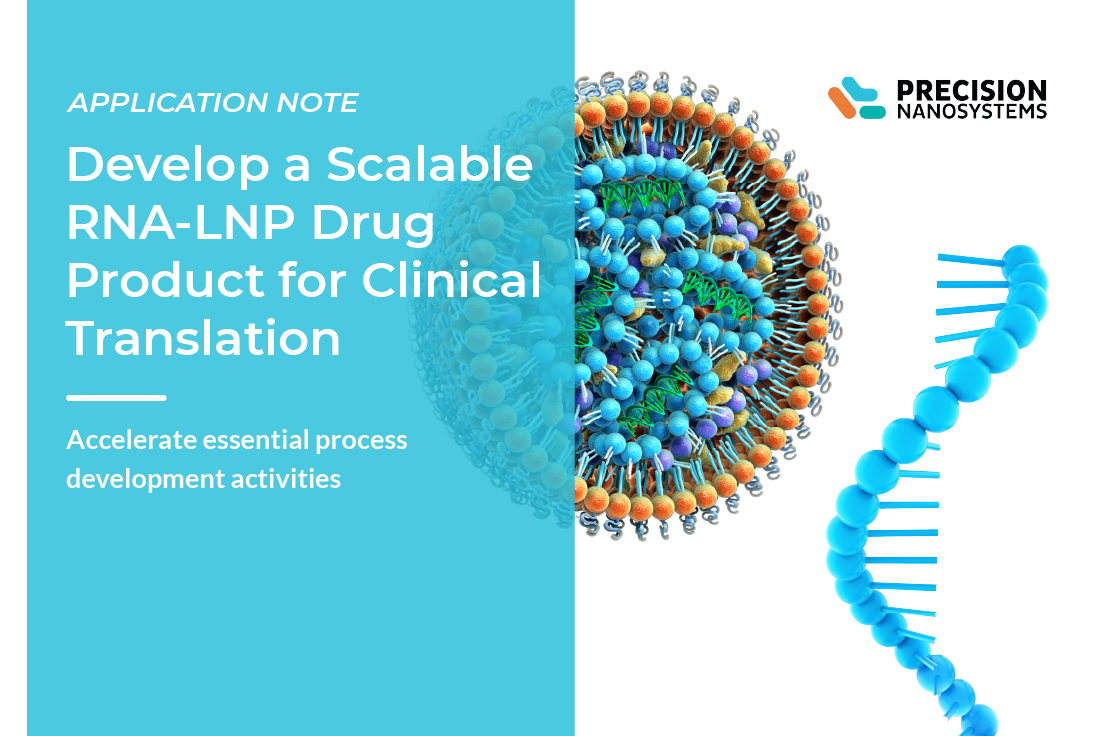 APPLICATION NOTE
Develop a Scalable
RNA-LNP Drug
Product for Clinical
Translation
Accelerate essential process
development activities
PRECISION
NANOSYSTEMS